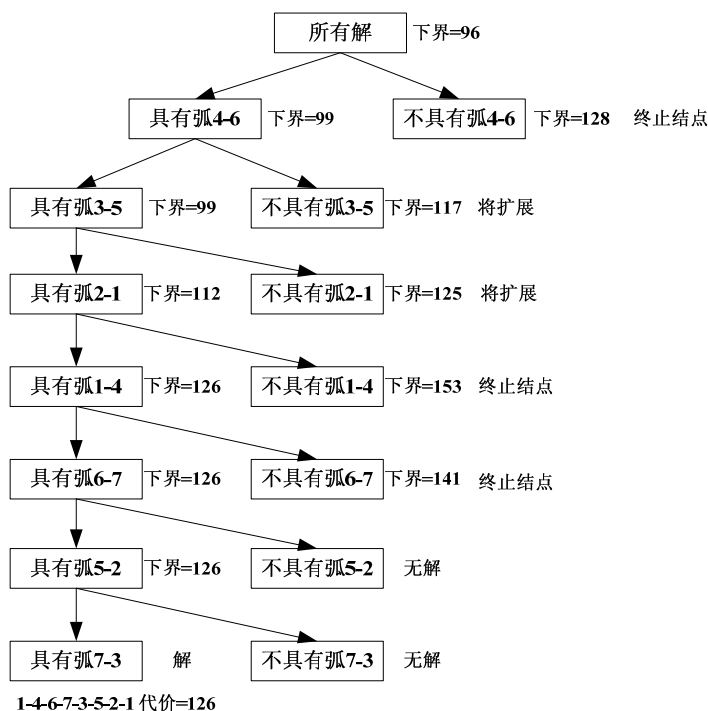 所有解 下界=96
具有弧4-6 下界=99 不具有弧4-6 下界=128 终止结点
具有弧3-5 下界=99 不具有弧3-5 下界=117 将扩展
具有弧2-1 下界=112 不具有弧2-1 下界=125 将扩展
具有弧1-4 下界=126 不具有弧1-4 下界=153 终止结点
具有弧6-7 下界=126 不具有弧6-7 下界=141 终止结点
具有弧5-2 下界=126 不具有弧5-2 无解
具有弧7-3 解 不具有弧7-3 无解
1-4-6-7-3-5-2-1 代价=126